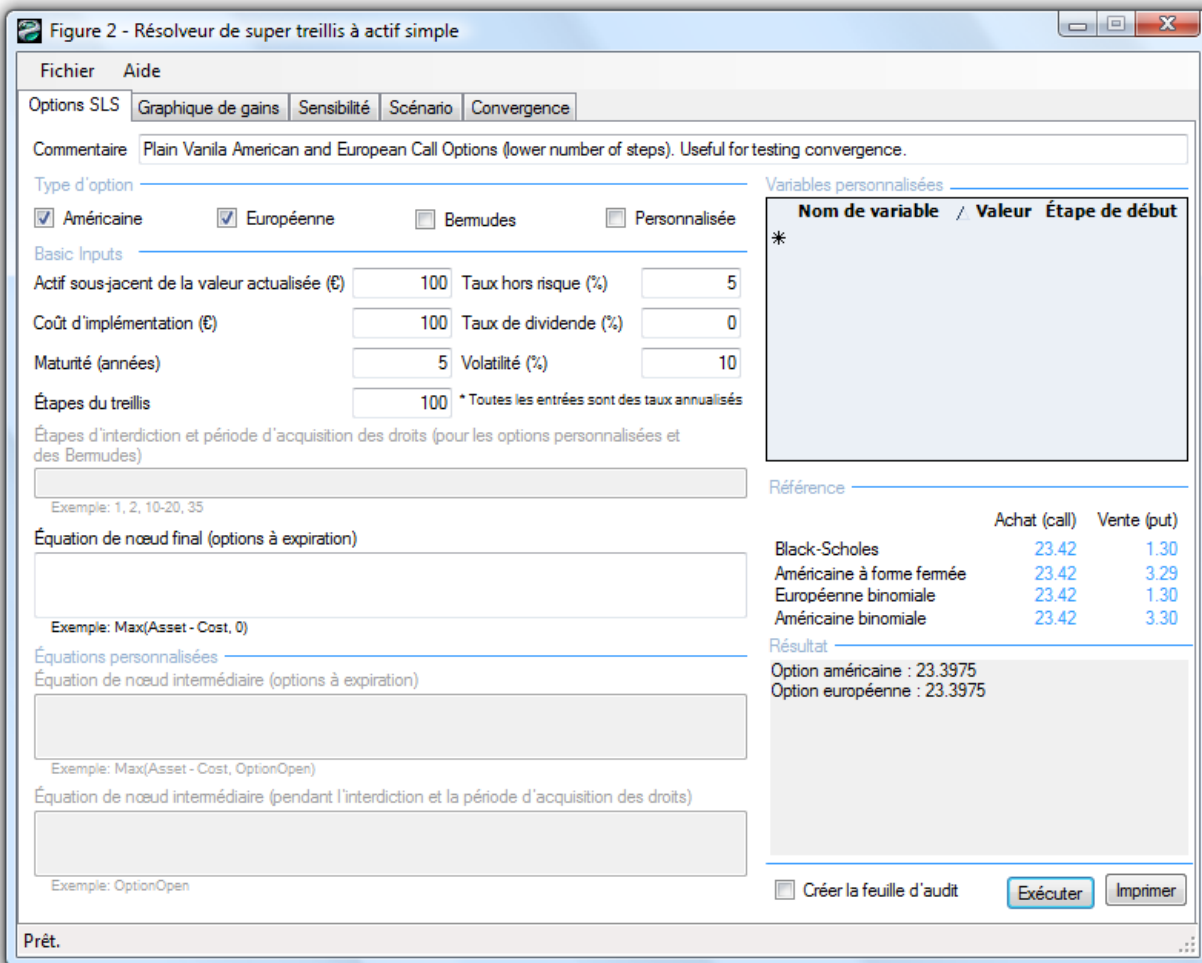 Figure 2 - Résolveur de super treillis à actif simple
Fichier Aide
Options SLS Graphique de gains Sensibilité Scénario Convergence
Commentaire Plain Vanila American and European Call Options (lower number of steps). Useful for testing convergence.
Type d'option
Américaine Européenne Bermudes Personnalisée
Basic Inputs
Actif sous-jacent de la valeur actualisée (€) 100 Taux hors risque (%) 5
Coût d'implémentation (€) 100 Taux de dividende (%) 0
Maturité (années) 5 Volatilité (%) 10
Étapes du treillis 100 * Toutes les entrées sont des taux annualisés
Étapes d'interdiction et période d'acquisition des droits (pour les options personnalisées et
des Bermudes)
Exemple: 1, 2, 10-20, 35
Équation de nœud final (options à expiration)
Exemple: Max(Asset - Cost, 0)
Équations personnalisées
Équation de nœud intermédiaire (options à expiration)
Exemple: Max(Asset - Cost, OptionOpen)
Équation de nœud intermédiaire (pendant l'interdiction et la période d'acquisition des droits)
Exemple: OptionOpen
Variables personnalisées
Nom de variable Valeur Étape de début
*
Référence
Achat (call) Vente (put)
Black-Scholes 23.42 1.30
Américaine à forme fermée 23.42 3.29
Européenne binomiale 23.42 1.30
Américaine binomiale 23.42 3.30
Résultat
Option américaine : 23.3975
Option européenne : 23.3975
Créer la feuille d'audit Exécuter Imprimer
Prêt.